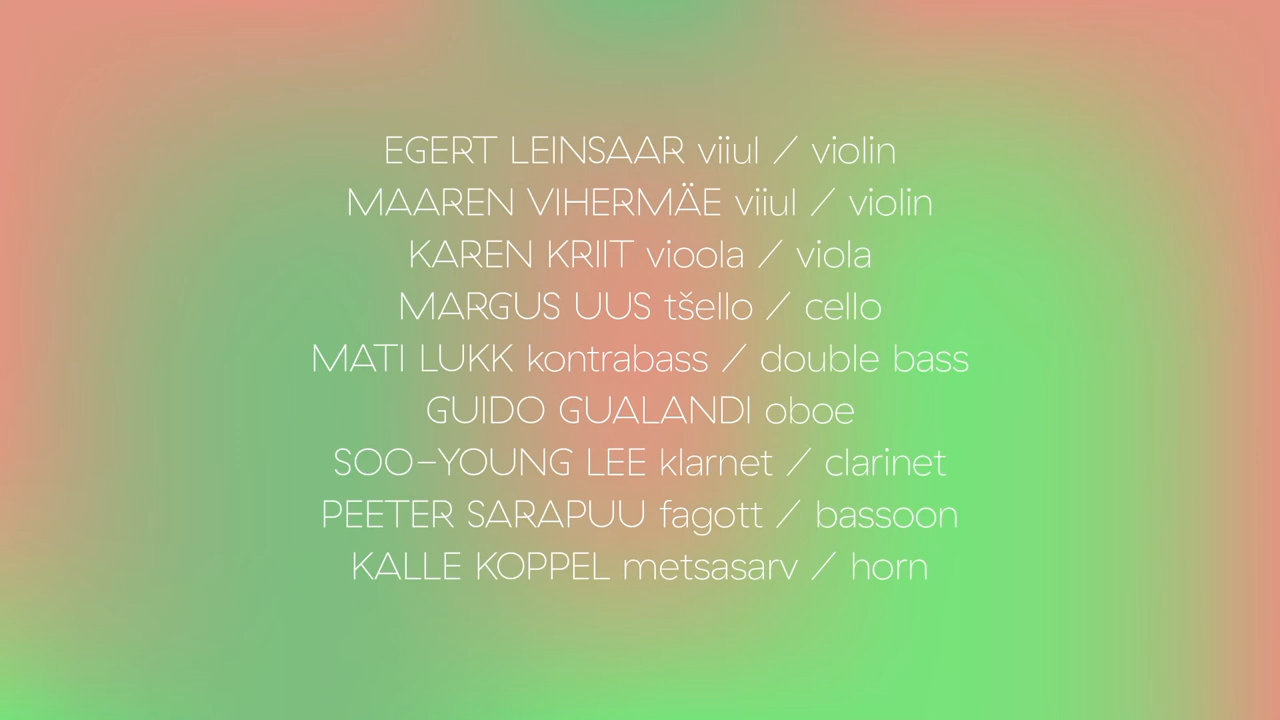 EGERT LEINSAAR viiul / violin
MAAREN VIHERMÄE viiul / violin
KAREN KRIIT vioola / viola
MARGUS UUS tšello / cello
MATI LUKK kontrabass / double bass
GUIDO GUALANDI oboe
SOO-YOUNG LEE klarnet / clarinet
PEETER SARAPUU fagott / bassoon
KALLE KOPPEL metsasarv / horn